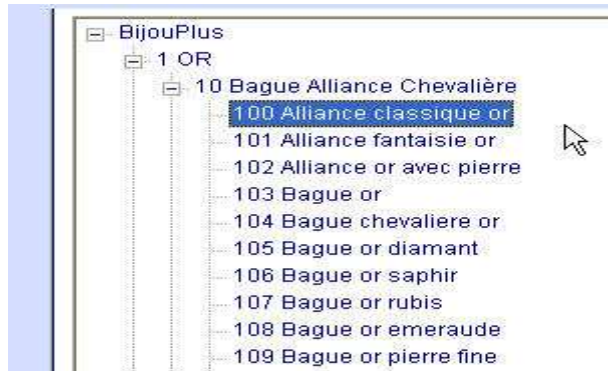 BijouPlus
1 OR
10 Bague Alliance Chevalière
100 Alliance classique or
101 Alliance fantaisie or
102 Alliance or avec pierre
103 Bague or
104 Bague chevaliere or
105 Bague or diamant
106 Bague or saphir
107 Bague or rubis
108 Bague or emeraude
109 Bague or pierre fine